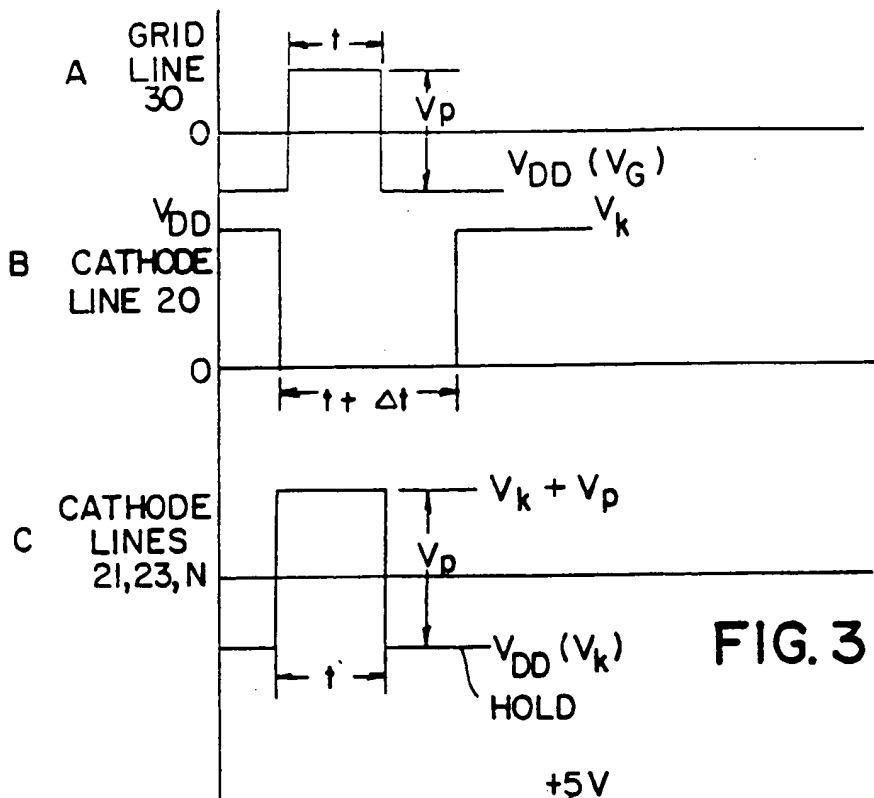 GRID
A LINE
30
t
Vp
0
VDD (VG)
VDD
Vk
B CATHODE
LINE 20
0
t + Δt
Vk + Vp
CATHODE
C LINES
21,23,N
Vp
VDD (Vk)
t
HOLD
FIG. 3
+5V